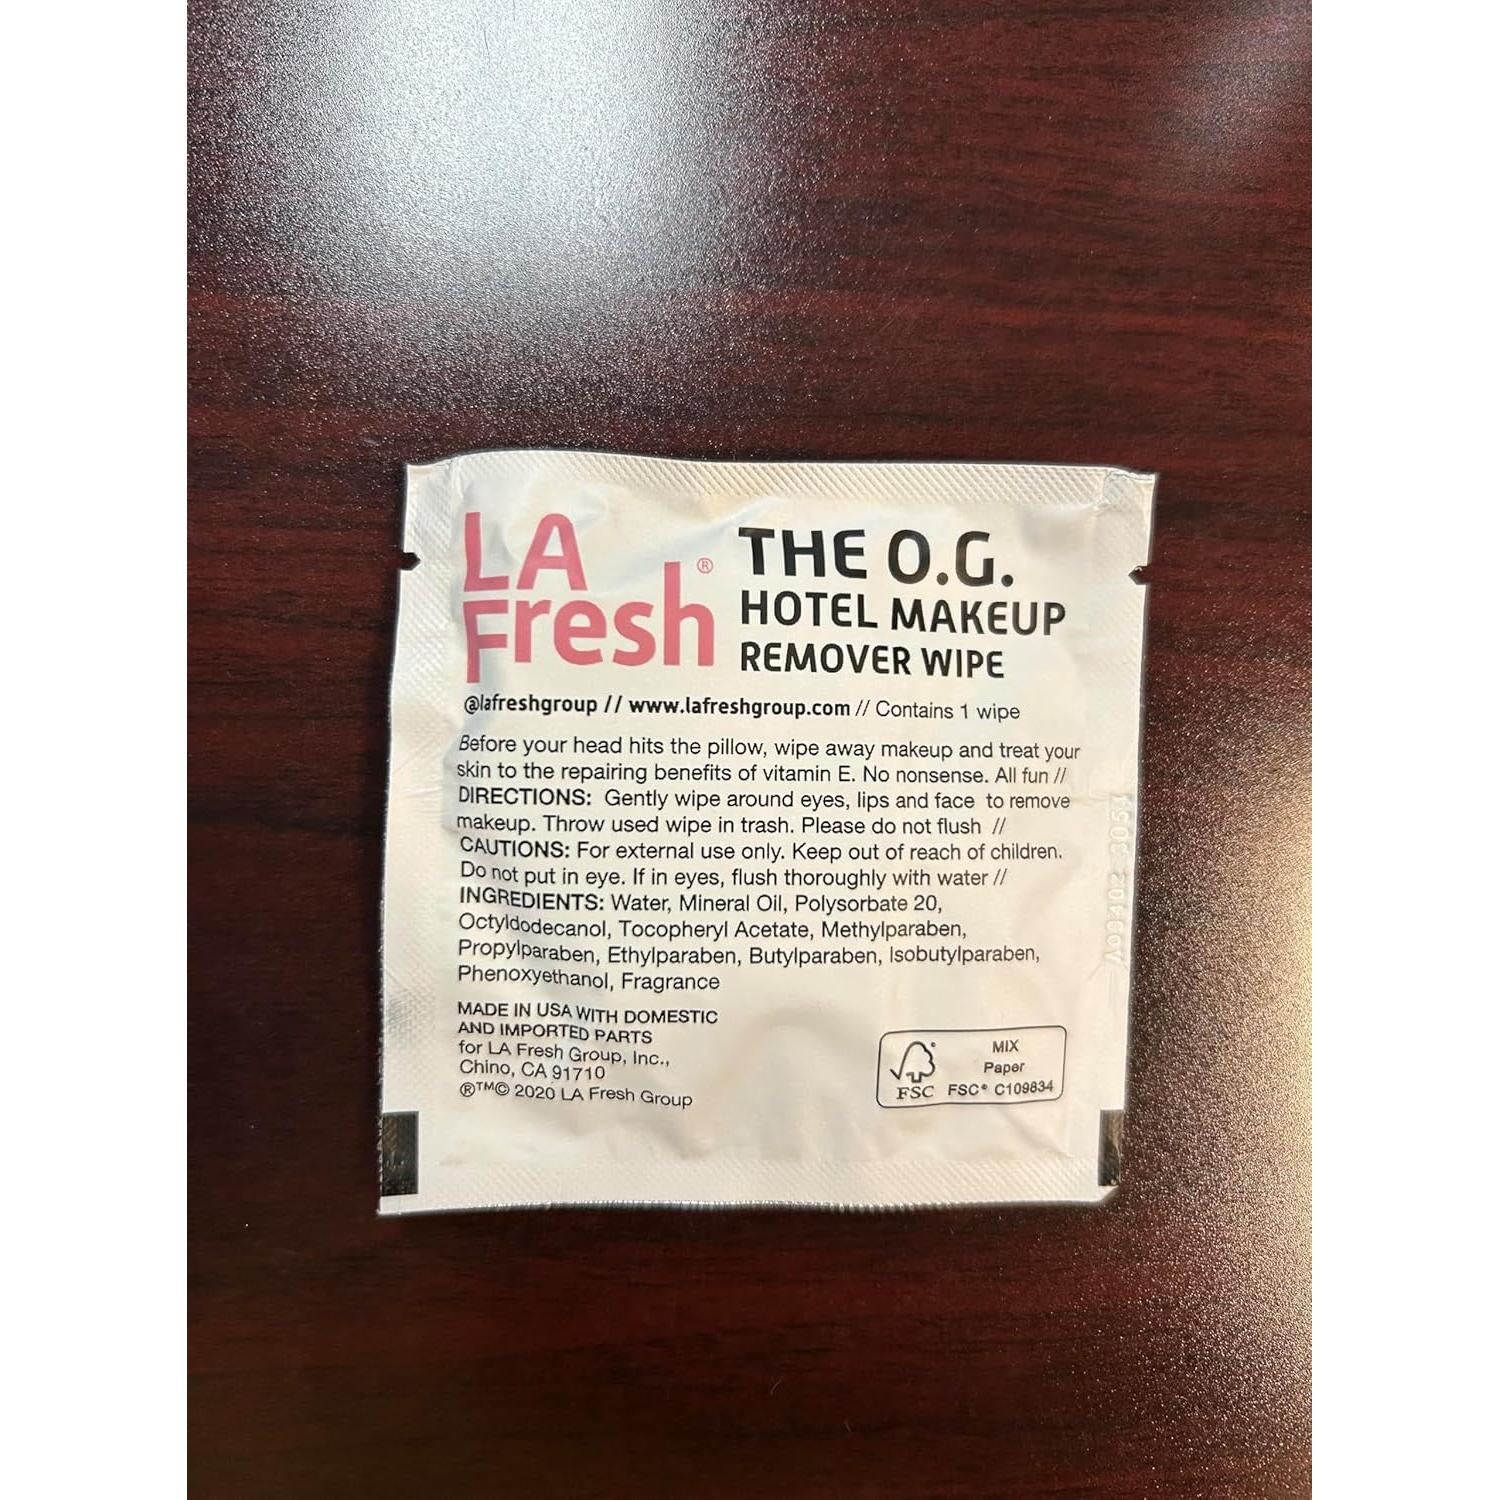 LA
Fresh®
THE O.G.
HOTEL MAKEUP
REMOVER WIPE
@lafreshgroup // www.lafreshgroup.com // Contains 1 wipe
Before your head hits the pillow, wipe away makeup and treat your
skin to the repairing benefits of vitamin E. No nonsense. All fun //
DIRECTIONS: Gently wipe around eyes, lips and face to remove
makeup. Throw used wipe in trash. Please do not flush //
CAUTIONS: For external use only. Keep out of reach of children.
Do not put in eye. If in eyes, flush thoroughly with water //
INGREDIENTS: Water, Mineral Oil, Polysorbate 20,
Octyldodecanol, Tocopheryl Acetate, Methylparaben,
Propylparaben, Ethylparaben, Butylparaben, Isobutylparaben,
Phenoxyethanol, Fragrance
MADE IN USA WITH DOMESTIC
AND IMPORTED PARTS
for LA Fresh Group, Inc.,
Chino, CA 91710
®™© 2020 LA Fresh Group
MIX
Paper
FSC FSC® C109834